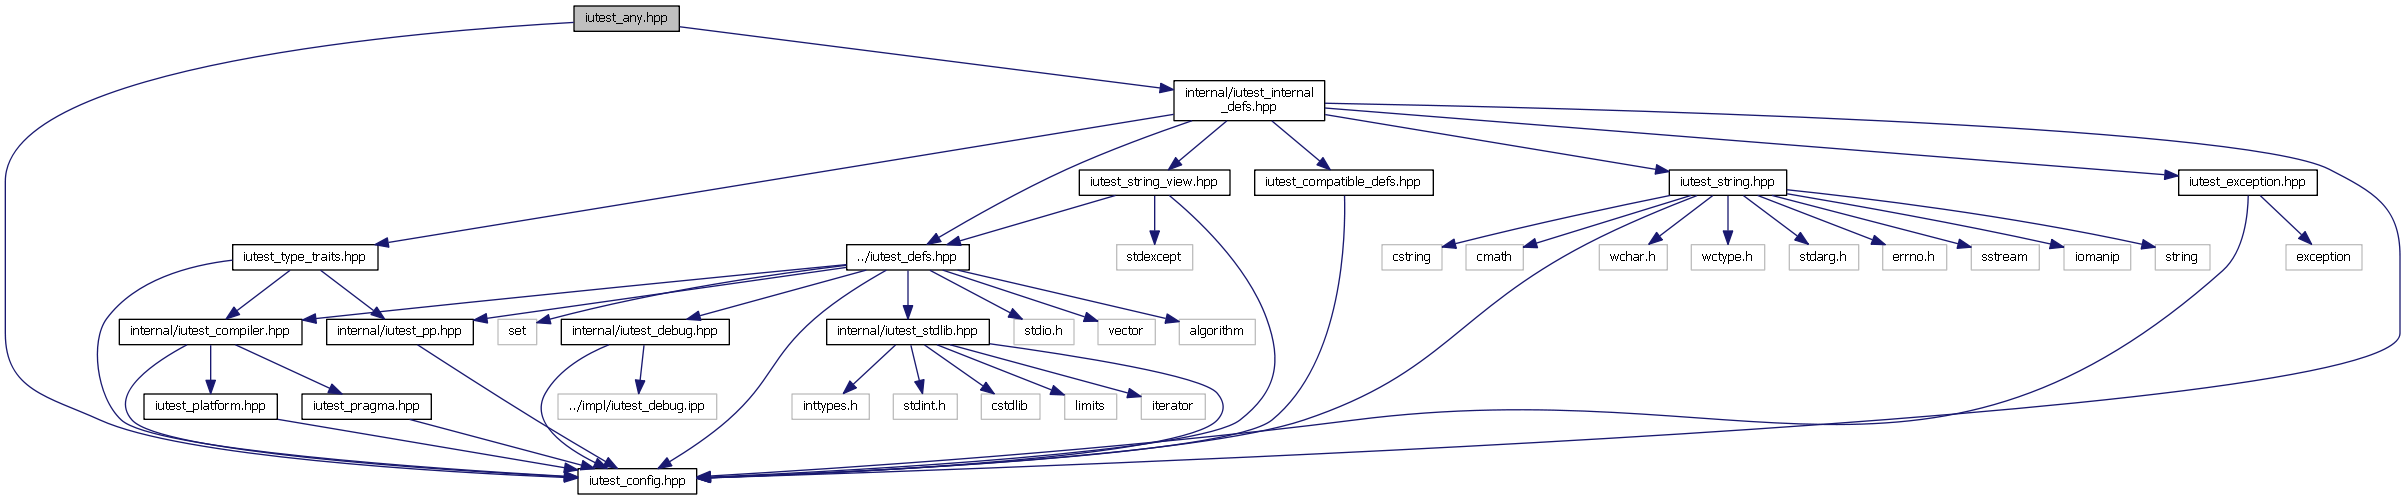 iutest_any.hpp
internal/iutest_internal
_defs.hpp
iutest_string_view.hpp
iutest_compatible_defs.hpp
iutest_string.hpp
iutest_exception.hpp
iutest_type_traits.hpp
../iutest_defs.hpp
stdexcept
cstring
cmath
wchar.h
wctype.h
stdarg.h
errno.h
sstream
iomanip
string
exception
internal/iutest_compiler.hpp
internal/iutest_pp.hpp
set
internal/iutest_debug.hpp
internal/iutest_stdlib.hpp
stdio.h
vector
algorithm
iutest_platform.hpp
iutest_pragma.hpp
../impl/iutest_debug.ipp
inttypes.h
stdint.h
cstdlib
limits
iterator
iutest_config.hpp